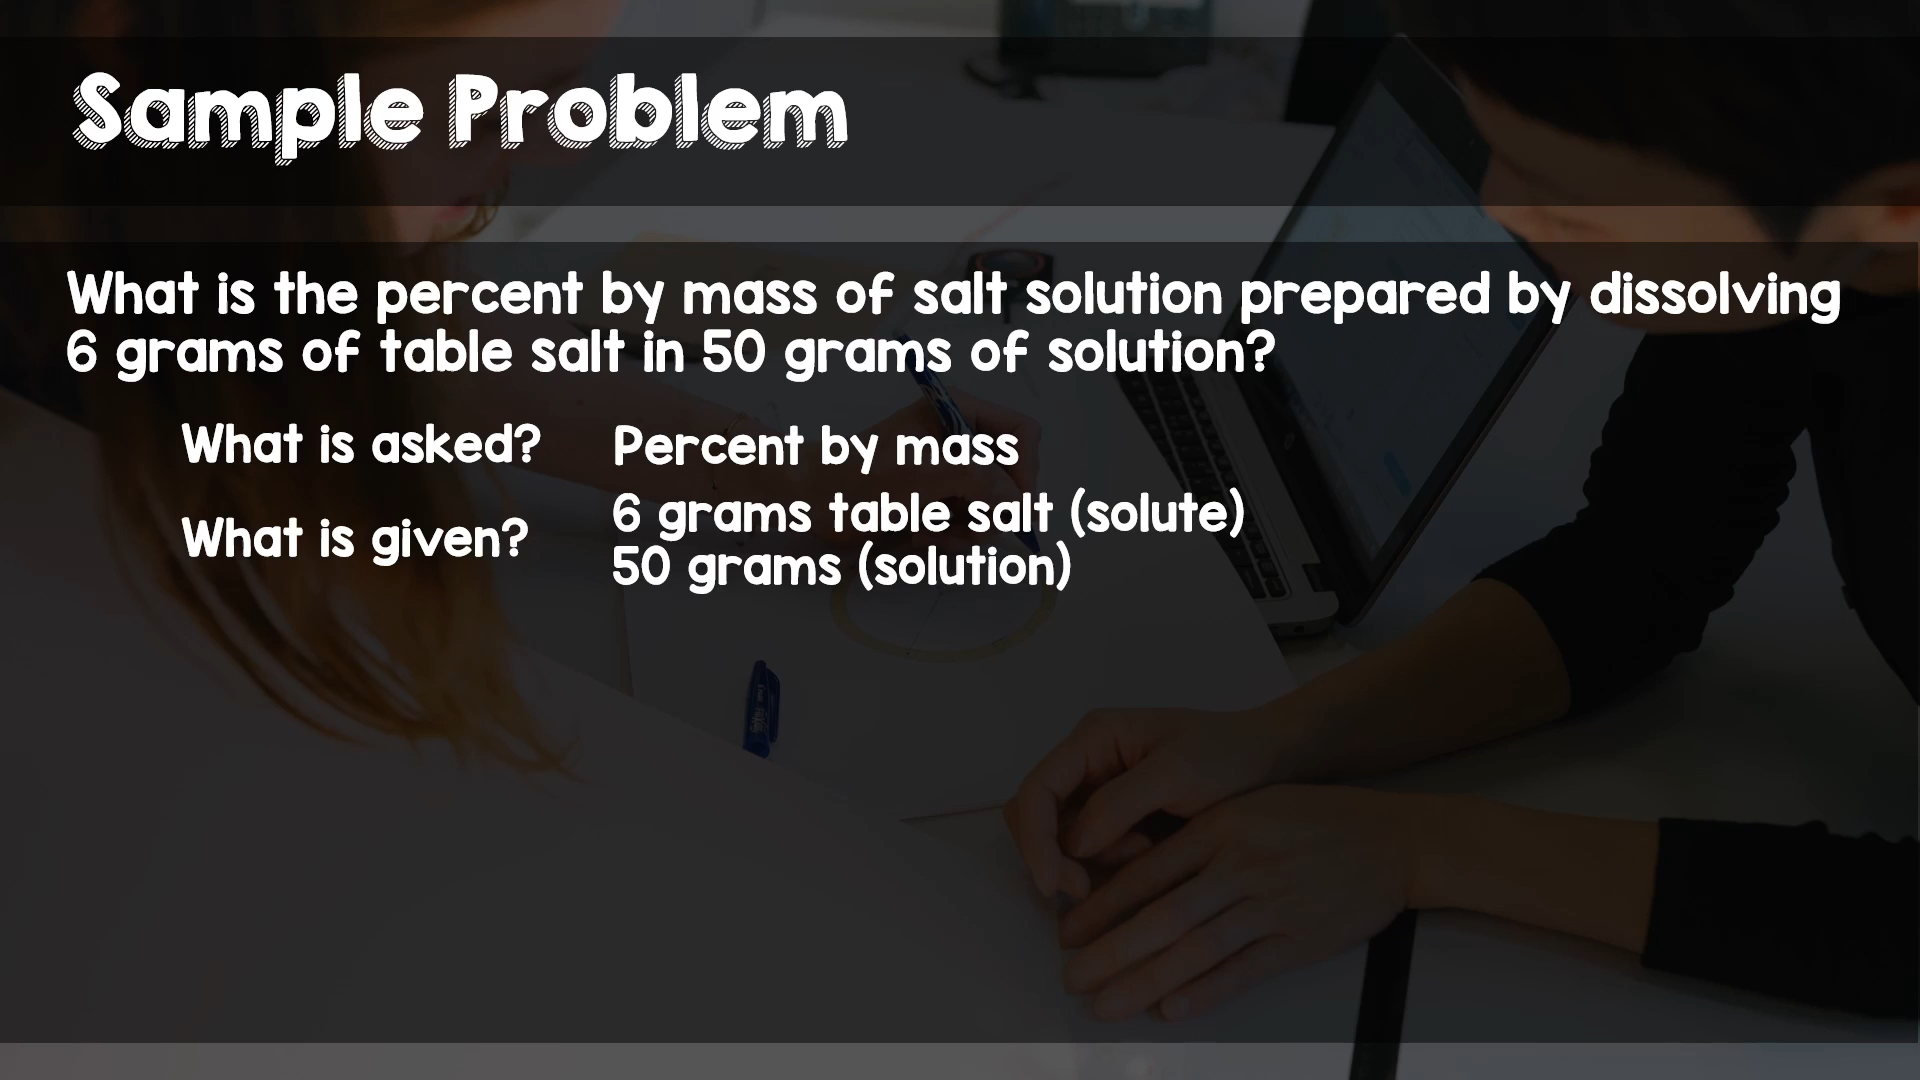 Sample Problem
What is the percent by mass of salt solution prepared by dissolving
6 grams of table salt in 50 grams of solution?
What is asked?
Percent by mass
What is given?
6 grams table salt (solute)
50 grams (solution)